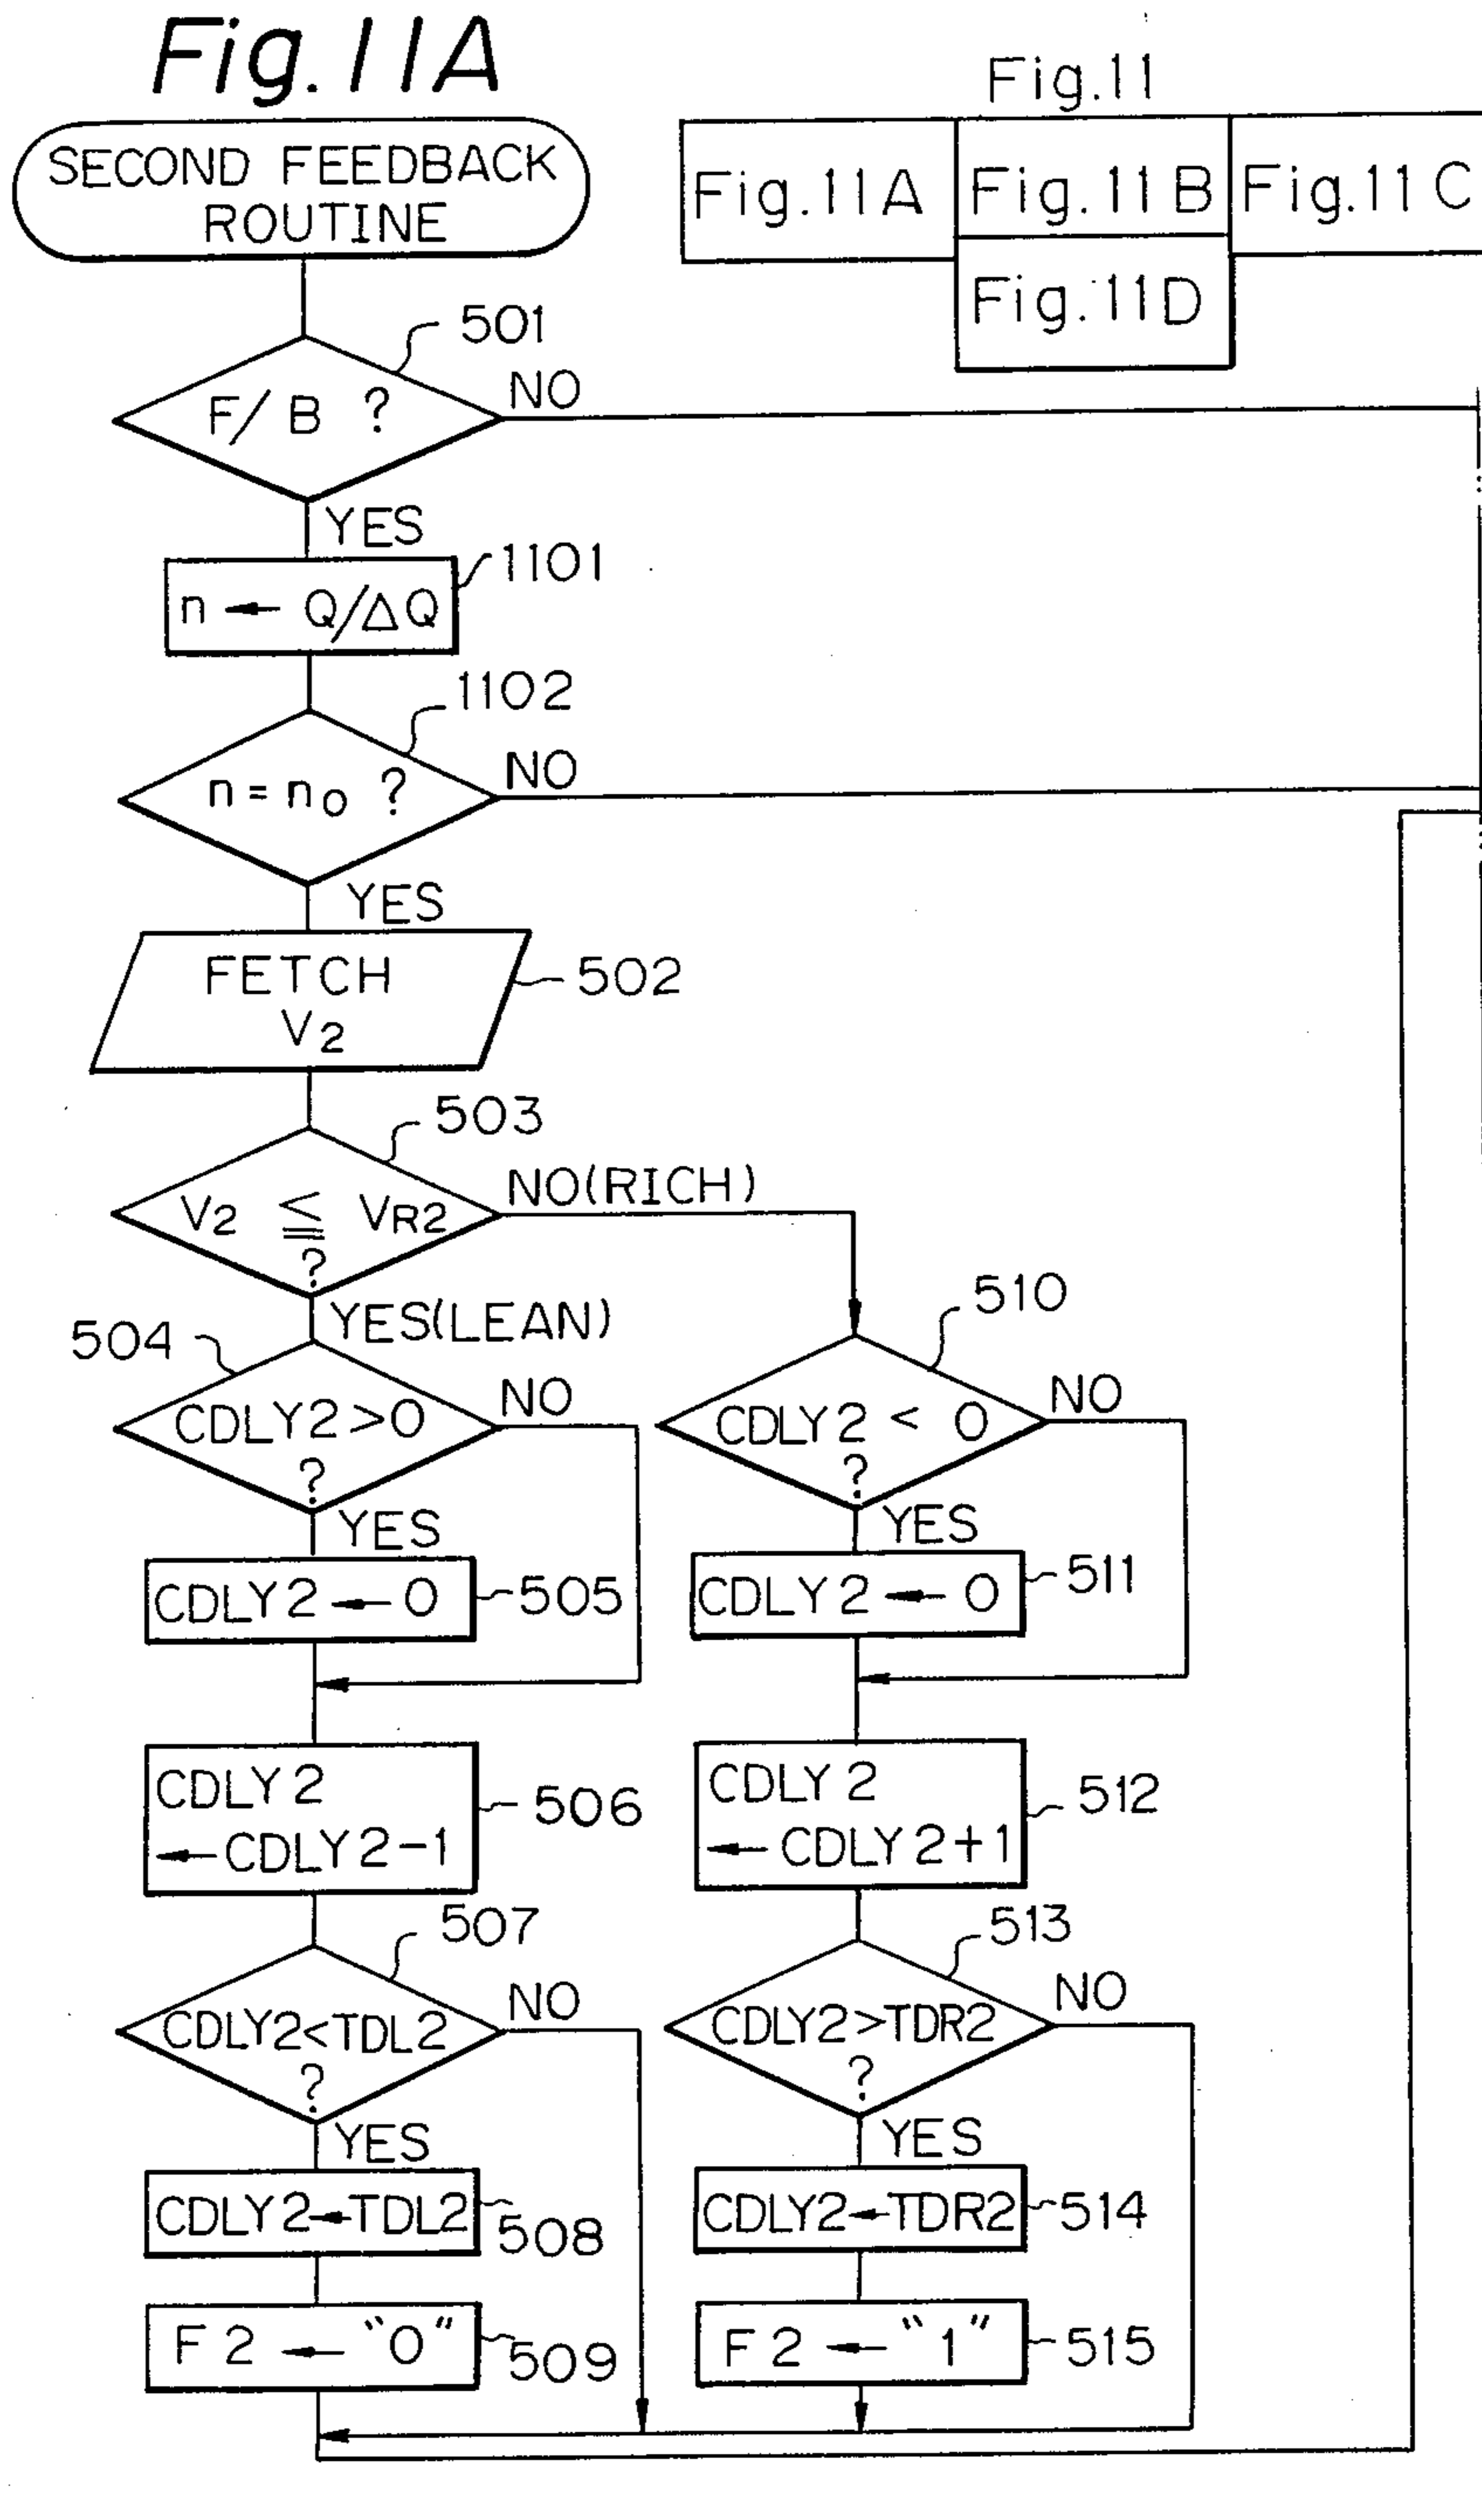 Fig.11A
SECOND FEEDBACK
ROUTINE
Fig.11
Fig.11A
Fig.11B
Fig.11C
Fig.11D
501
F/B ?
NO
YES
1101
n ← Q/ΔQ
1102
n = n0 ?
NO
YES
FETCH
V2
502
503
V2 ≦ VR2
?
NO(RICH)
YES(LEAN)
504
CDLY2>0
?
NO
YES
CDLY2 ← 0
505
CDLY2
← CDLY2-1
506
507
CDLY2<TDL2
?
NO
YES
CDLY2←TDL2
508
F2 ← "0"
509
510
CDLY2 < 0
?
NO
YES
CDLY2 ← 0
511
CDLY2
← CDLY2+1
512
513
CDLY2>TDR2
?
NO
YES
CDLY2←TDR2
514
F2 ← "1"
515